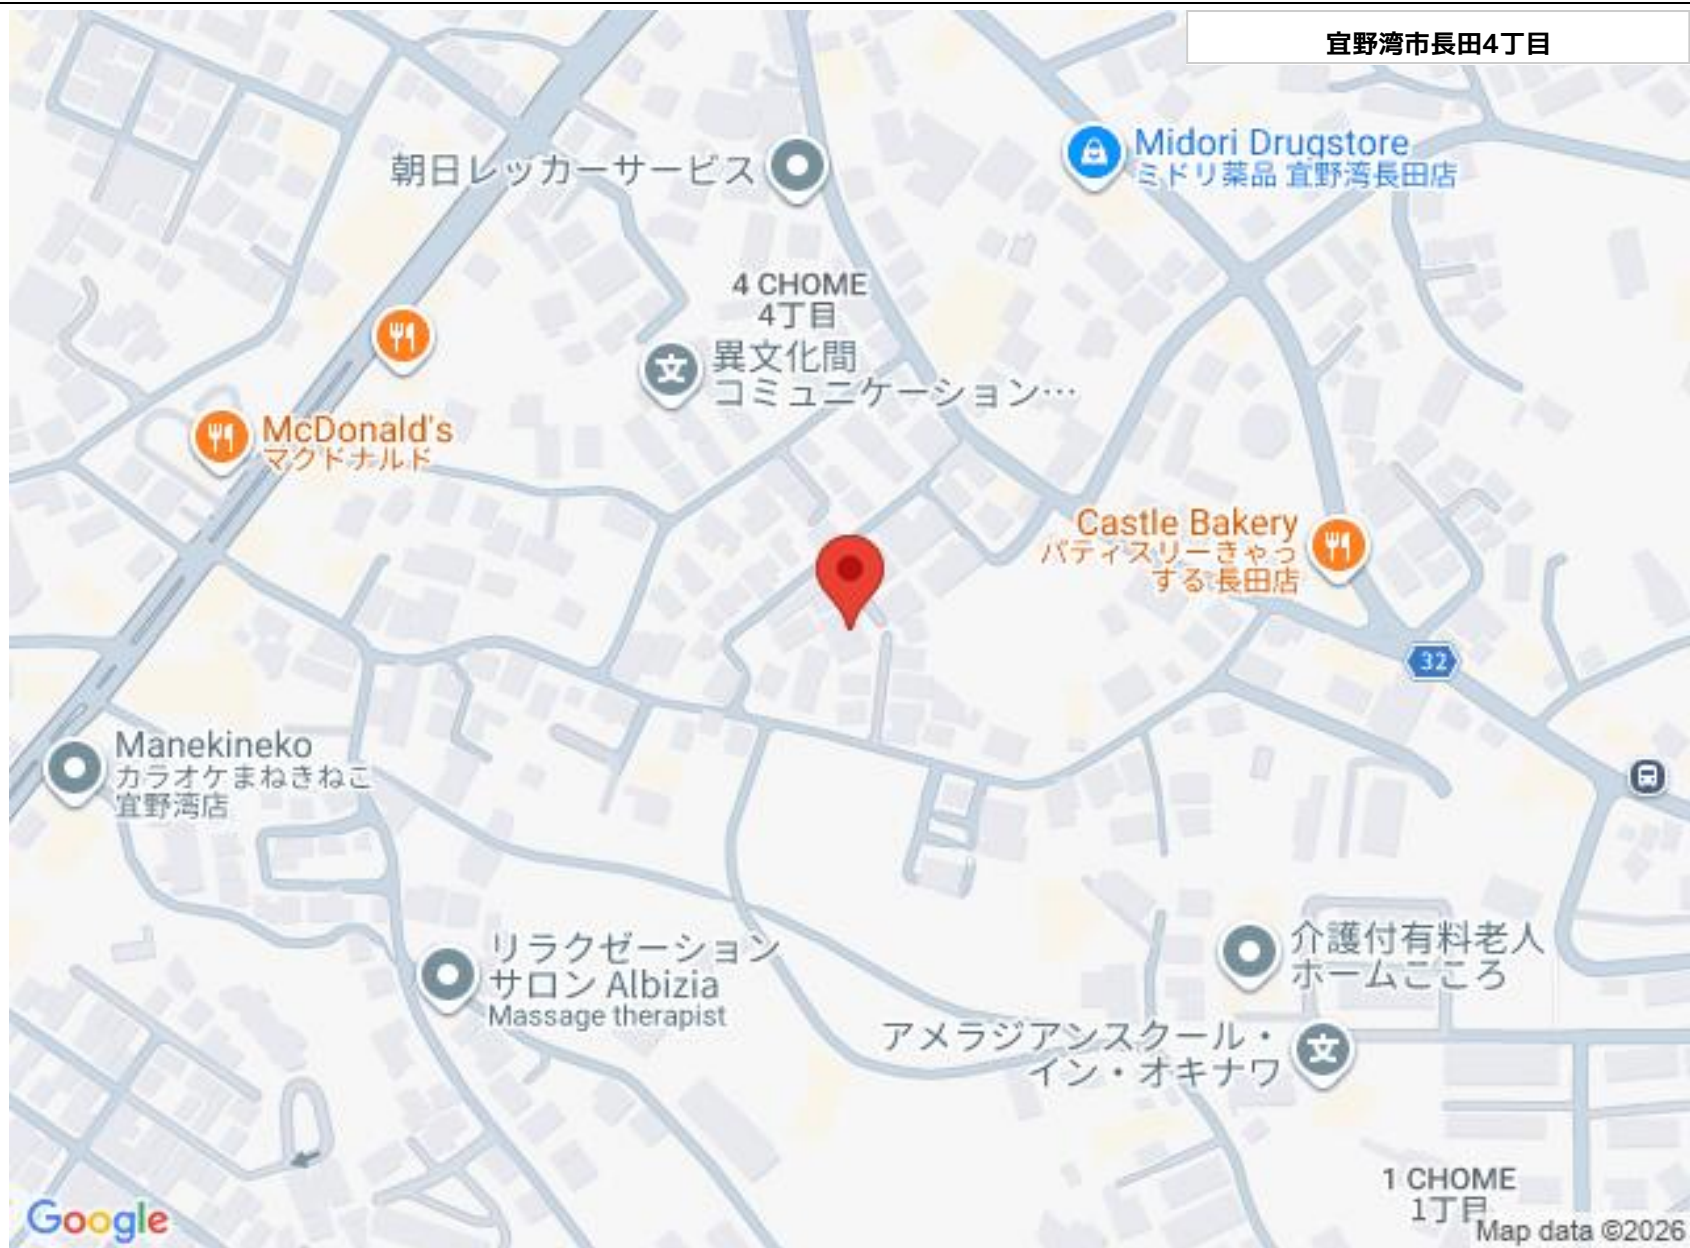 宜野湾市長田4丁目
Midori Drugstore
ミドリ薬品 宜野湾長田店
朝日レッカーサービス
4 CHOME
4丁目
異文化間
コミュニケーション…
McDonald's
マクドナルド
Castle Bakery
パティスリーきゃっ
する 長田店
32
Manekineko
カラオケまねきねこ
宜野湾店
リラクゼーション
サロン Albizia
Massage therapist
介護付有料老人
ホームこころ
アメラジアンスクール・
イン・オキナワ
1 CHOME
1丁目
Google
Map data ©2026